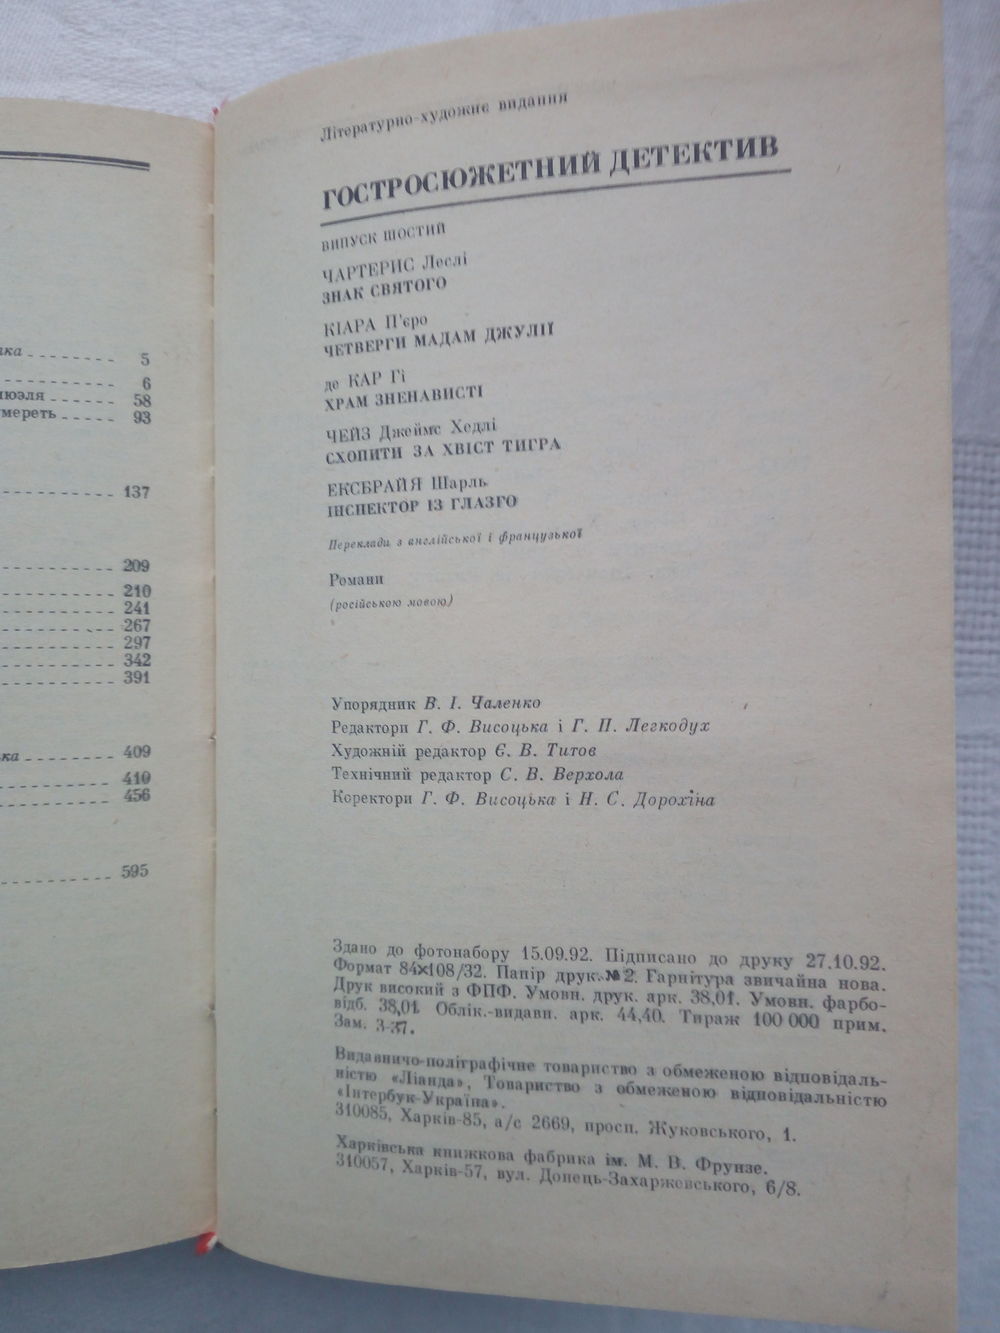 5
6
58
мереть 93
137
209
210
241
267
297
342
391
409
410
456
595
Літературно-художнє видання
ГОСТРОСЮЖЕТНИЙ ДЕТЕКТИВ
ВИПУСК ШОСТИЙ
ЧАРТЕРИС Леслі
ЗНАК СВЯТОГО
КІАРА П'єро
ЧЕТВЕРГИ МАДАМ ДЖУЛІЇ
де КАР Гі
ХРАМ ЗНЕНАВИСТІ
ЧЕЙЗ Джеймс Хедлі
СХОПИТИ ЗА ХВІСТ ТИГРА
ЕКСБРАЙЯ Шарль
ІНСПЕКТОР ІЗ ГЛАЗГО
Переклади з англійської і французької
Романи
(російською мовою)
Упорядник В. І. Чаленко
Редактори Г. Ф. Висоцька і Г. П. Легкодух
Художній редактор Є. В. Титов
Технічний редактор С. В. Верхола
Коректори Г. Ф. Висоцька і Н. С. Дорохіна
Здано до фотонабору 15.09.92. Підписано до друку 27.10.92.
Формат 84×108/32. Папір друк. № 2. Гарнітура звичайна нова.
Друк високий з ФПФ. Умовн. друк. арк. 38,01. Умовн. фарбо-
відб. 38,01. Облік.-видавн. арк. 44,40. Тираж 100 000 прим.
Зам. 3-37.
Видавничо-поліграфічне товариство з обмеженою відповідаль-
ністю «Ліанда», Товариство з обмеженою відповідальністю
«Інтербук-Україна».
310085, Харків-85, а/с 2669, просп. Жуковського, 1.
Харківська книжкова фабрика ім. М. В. Фрунзе.
310057, Харків-57, вул. Донець-Захаржевського, 6/8.